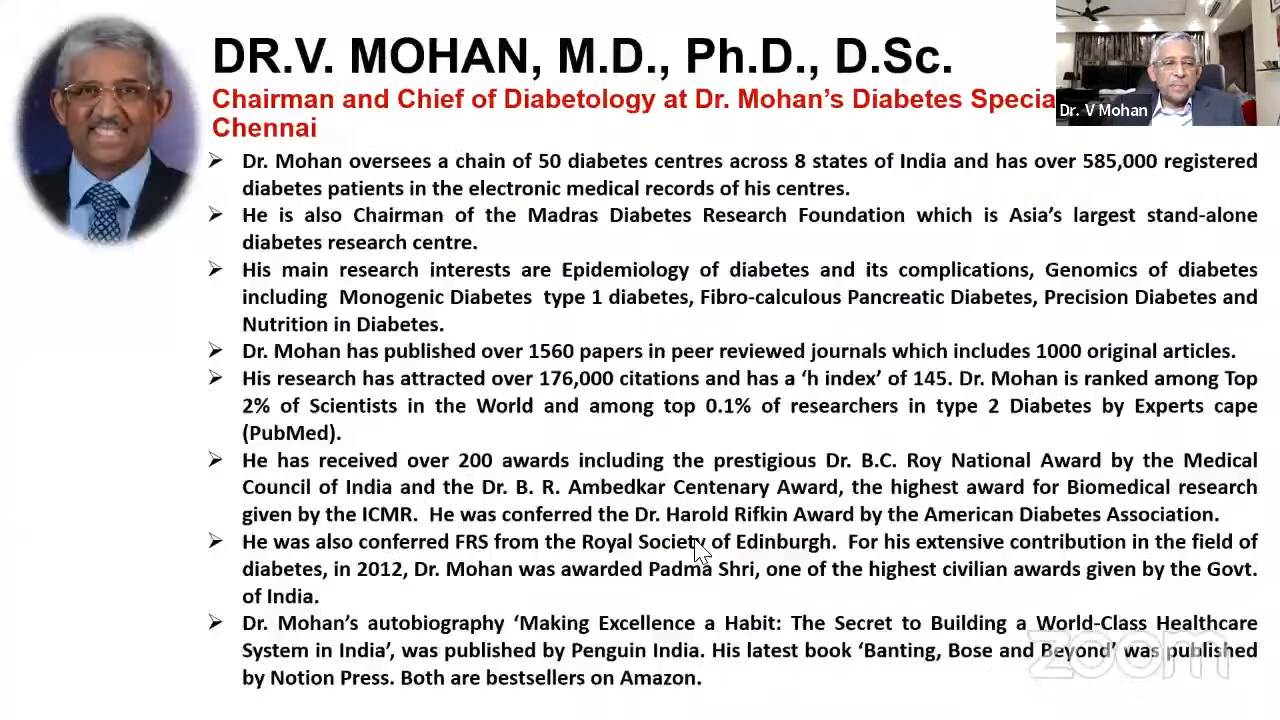 DR.V. MOHAN, M.D., Ph.D., D.Sc.
Chairman and Chief of Diabetology at Dr. Mohan’s Diabetes
Chennai
Dr. V Mohan
➢ Dr. Mohan oversees a chain of 50 diabetes centres across 8 states of India and has over 585,000 registered
diabetes patients in the electronic medical records of his centres.
➢ He is also Chairman of the Madras Diabetes Research Foundation which is Asia’s largest stand-alone
diabetes research centre.
➢ His main research interests are Epidemiology of diabetes and its complications, Genomics of diabetes
including Monogenic Diabetes type 1 diabetes, Fibro-calculous Pancreatic Diabetes, Precision Diabetes and
Nutrition in Diabetes.
➢ Dr. Mohan has published over 1560 papers in peer reviewed journals which includes 1000 original articles.
➢ His research has attracted over 176,000 citations and has a ‘h index’ of 145. Dr. Mohan is ranked among Top
2% of Scientists in the World and among top 0.1% of researchers in type 2 Diabetes by Experts cape
(PubMed).
➢ He has received over 200 awards including the prestigious Dr. B.C. Roy National Award by the Medical
Council of India and the Dr. B. R. Ambedkar Centenary Award, the highest award for Biomedical research
given by the ICMR. He was conferred the Dr. Harold Rifkin Award by the American Diabetes Association.
➢ He was also conferred FRS from the Royal Society of Edinburgh. For his extensive contribution in the field of
diabetes, in 2012, Dr. Mohan was awarded Padma Shri, one of the highest civilian awards given by the Govt.
of India.
➢ Dr. Mohan’s autobiography ‘Making Excellence a Habit: The Secret to Building a World-Class Healthcare
System in India’, was published by Penguin India. His latest book ‘Banting, Bose and Beyond’ was published
by Notion Press. Both are bestsellers on Amazon.
zoom